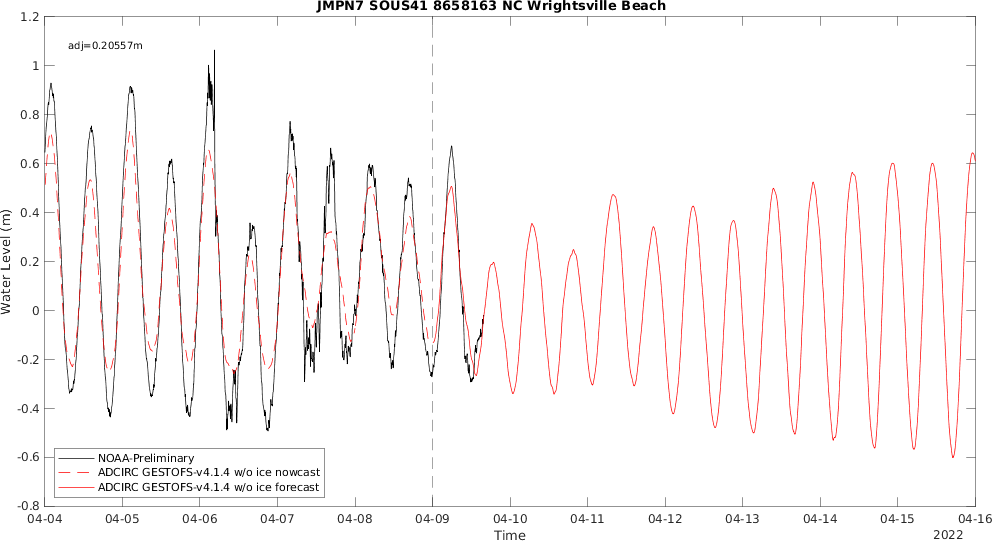 JMPN7 SOUS41 8658163 NC Wrightsville Beach
adj=0.20557m
Water Level (m)
1.2
1
0.8
0.6
0.4
0.2
0
-0.2
-0.4
-0.6
-0.8
NOAA-Preliminary
ADCIRC GESTOFS-v4.1.4 w/o ice nowcast
ADCIRC GESTOFS-v4.1.4 w/o ice forecast
04-04 04-05 04-06 04-07 04-08 04-09 04-10 04-11 04-12 04-13 04-14 04-15 04-16
Time
2022